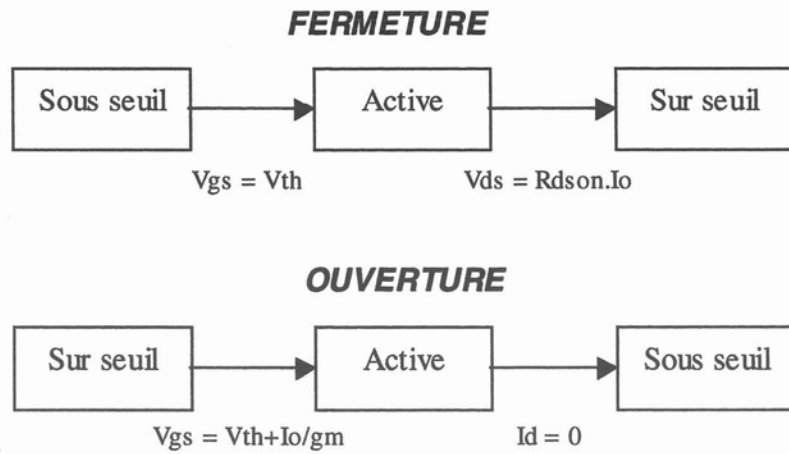 FERMETURE
Sous seuil Active Sur seuil
Vgs = Vth Vds = Rdson.Io
OUVERTURE
Sur seuil Active Sous seuil
Vgs = Vth+Io/gm Id = 0